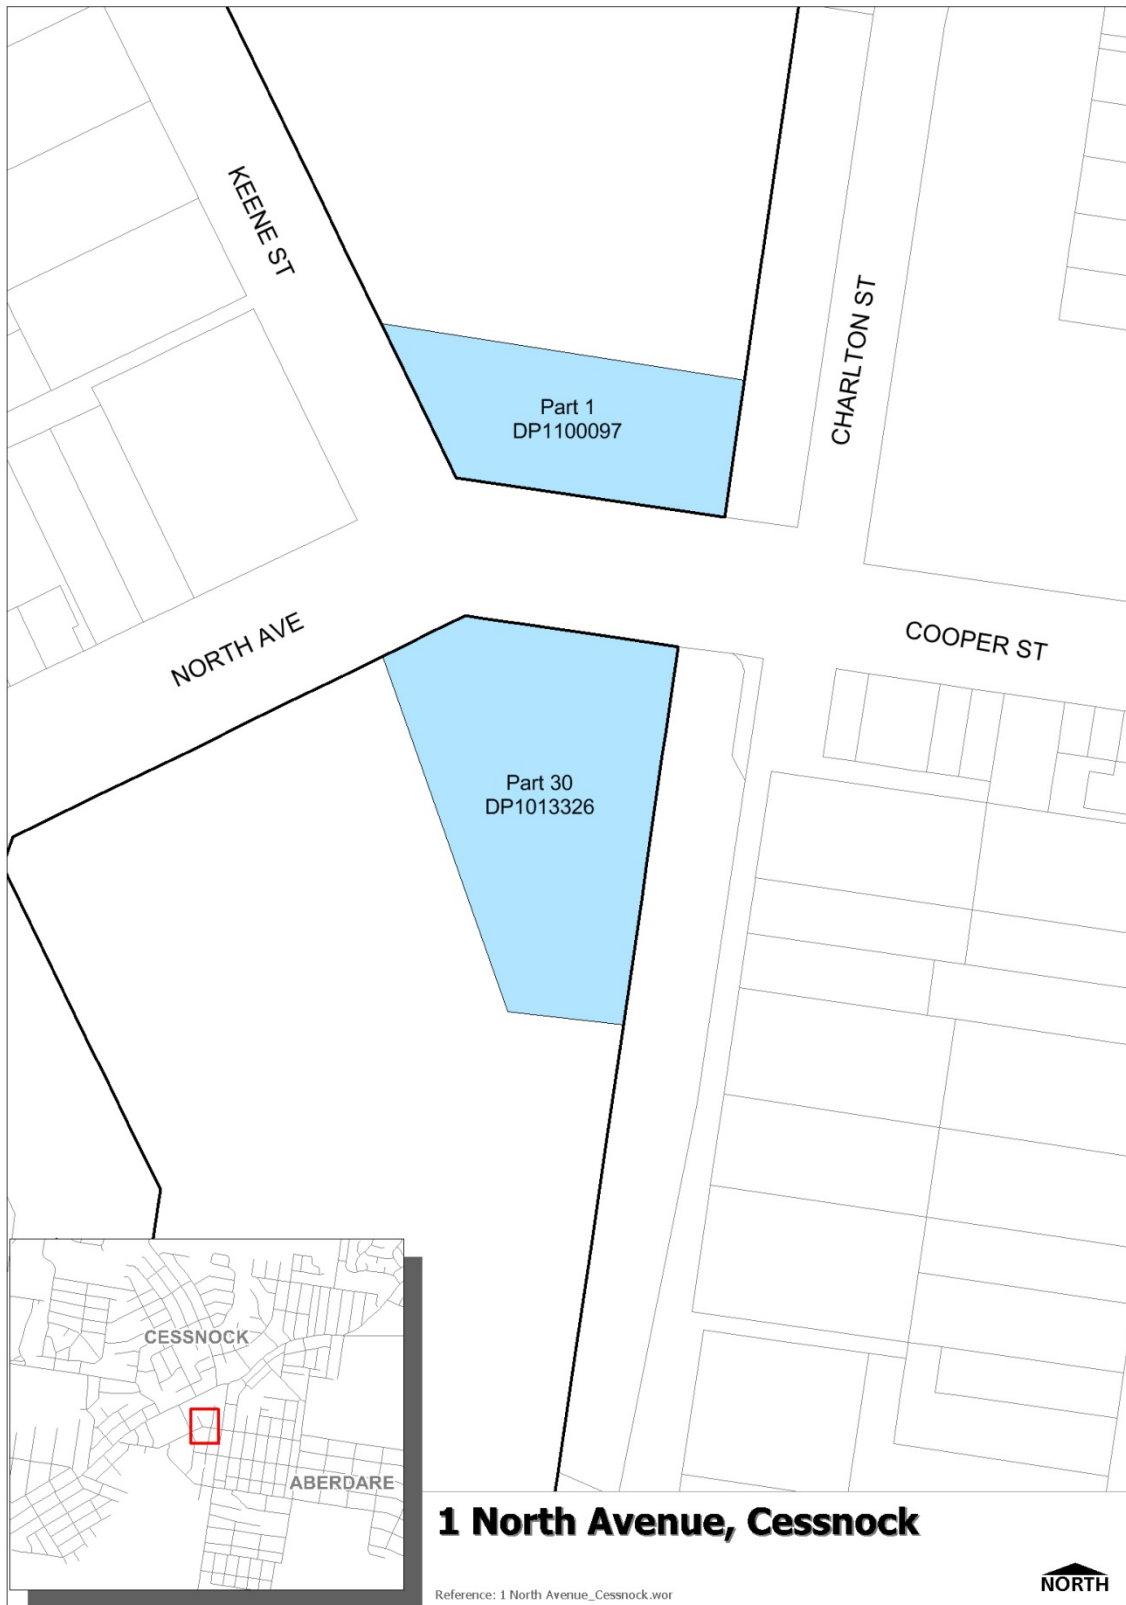 KEENE ST
CHARLTON ST
Part 1
DP1100097
NORTH AVE
COOPER ST
Part 30
DP1013326
CESSNOCK
ABERDARE
1 North Avenue, Cessnock
Reference: 1 North Avenue_Cessnock.wor
NORTH